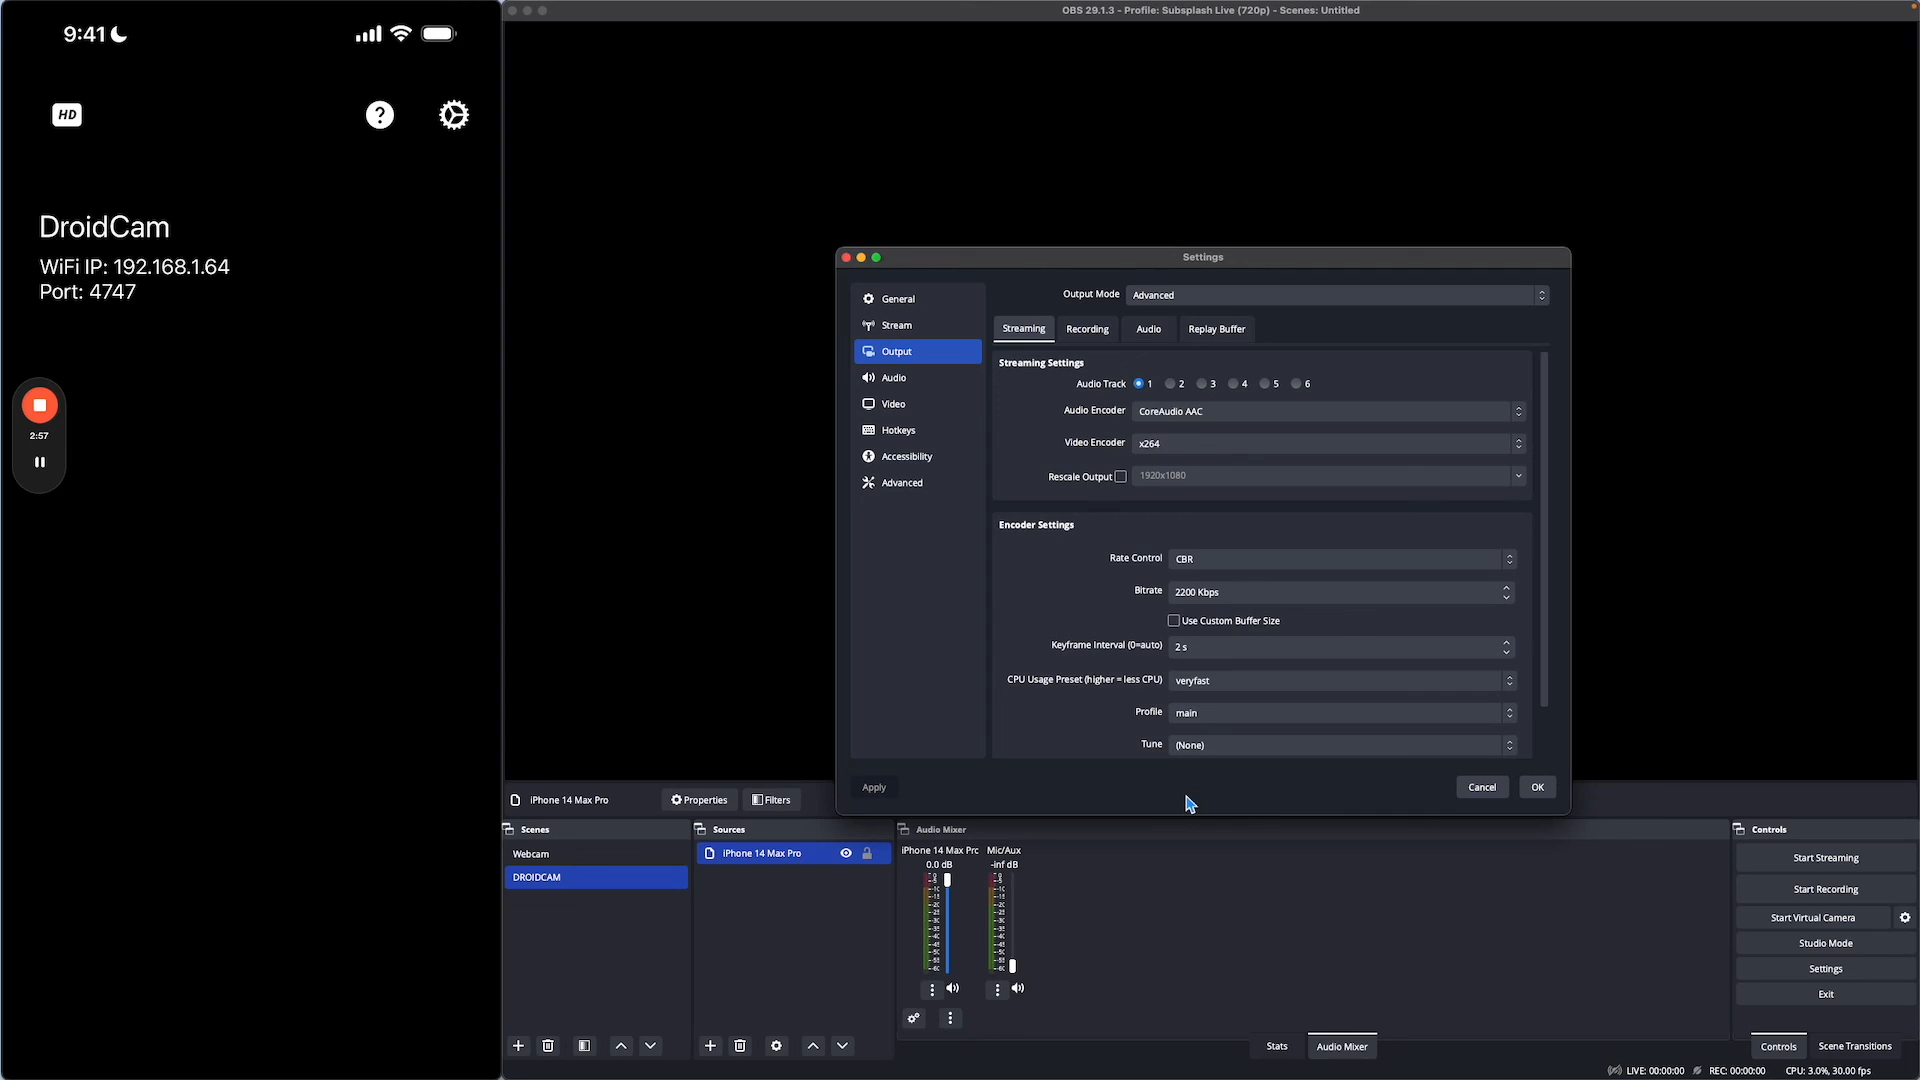 9:41
HD
?
DroidCam
WiFi IP: 192.168.1.64
Port: 4747
2:57
OBS 29.1.3 - Profile: Subsplash Live (720p) - Scenes: Untitled
Settings
General
Stream
Output
Audio
Video
Hotkeys
Accessibility
Advanced
Output Mode Advanced
Streaming Recording Audio Replay Buffer
Streaming Settings
Audio Track 1 2 3 4 5 6
Audio Encoder CoreAudio AAC
Video Encoder x264
Rescale Output 1920x1080
Encoder Settings
Rate Control CBR
Bitrate 2200 Kbps
Use Custom Buffer Size
Keyframe Interval (0=auto) 2 s
CPU Usage Preset (higher = less CPU) veryfast
Profile main
Tune (None)
Apply Cancel OK
iPhone 14 Max Pro Properties Filters
Scenes
Webcam
DROIDCAM
Sources
iPhone 14 Max Pro
Audio Mixer
iPhone 14 Max Pro Mic/Aux
0.0 dB -inf dB
Controls
Start Streaming
Start Recording
Start Virtual Camera
Studio Mode
Settings
Exit
Stats Audio Mixer
Controls Scene Transitions
LIVE: 00:00:00 REC: 00:00:00 CPU: 3.0%, 30.00 fps